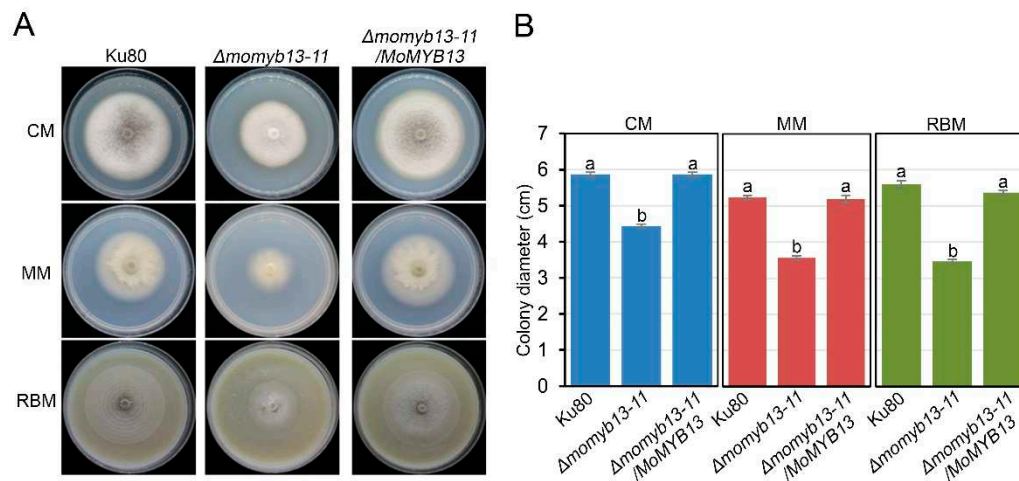 A
Ku80
Δmomyb13-11
Δmomyb13-11
/MoMYB13
CM
MM
RBM
B
CM
MM
RBM
Colony diameter (cm)
7
6
5
4
3
2
1
0
a
b
a
a
b
a
a
b
a
Ku80
Δmomyb13-11
Δmomyb13-11
/MoMYB13
Ku80
Δmomyb13-11
Δmomyb13-11
/MoMYB13
Ku80
Δmomyb13-11
Δmomyb13-11
/MoMYB13